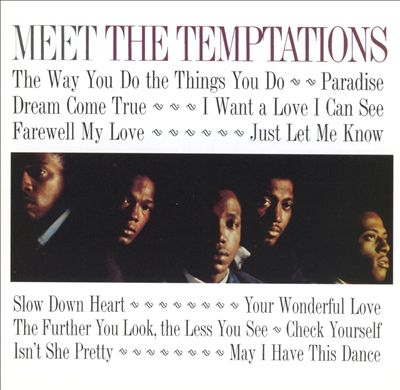 MEET THE TEMPTATIONS
The Way You Do the Things You Do ~ ~ Paradise
Dream Come True ~ ~ ~ I Want a Love I Can See
Farewell My Love ~ ~ ~ ~ ~ ~ Just Let Me Know
Slow Down Heart ~ ~ ~ ~ ~ ~ ~ ~ Your Wonderful Love
The Further You Look, the Less You See ~ Check Yourself
Isn't She Pretty ~ ~ ~ ~ ~ ~ ~ ~ May I Have This Dance